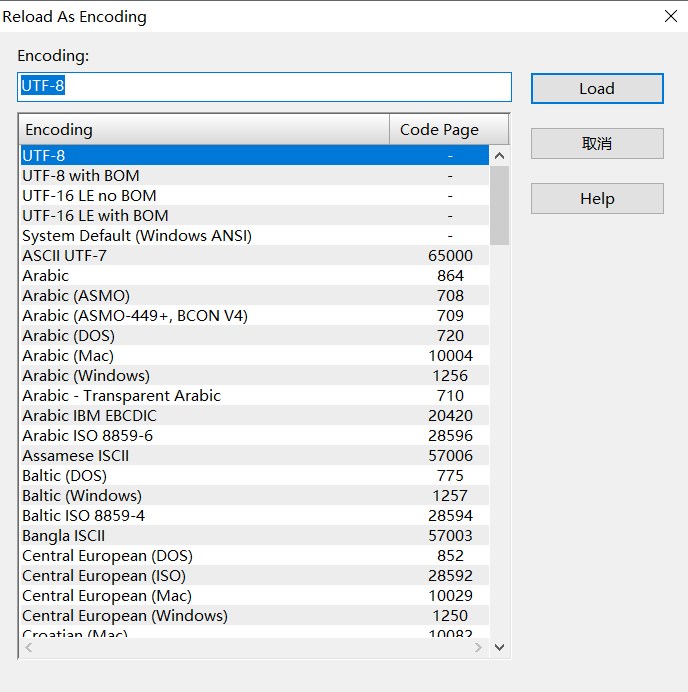 Reload As Encoding
Encoding:
UTF-8
Load
取消
Help
Encoding Code Page
UTF-8 -
UTF-8 with BOM -
UTF-16 LE no BOM -
UTF-16 LE with BOM -
System Default (Windows ANSI) -
ASCII UTF-7 65000
Arabic 864
Arabic (ASMO) 708
Arabic (ASMO-449+, BCON V4) 709
Arabic (DOS) 720
Arabic (Mac) 10004
Arabic (Windows) 1256
Arabic - Transparent Arabic 710
Arabic IBM EBCDIC 20420
Arabic ISO 8859-6 28596
Assamese ISCII 57006
Baltic (DOS) 775
Baltic (Windows) 1257
Baltic ISO 8859-4 28594
Bangla ISCII 57003
Central European (DOS) 852
Central European (ISO) 28592
Central European (Mac) 10029
Central European (Windows) 1250
Croatian (Mac) 10082